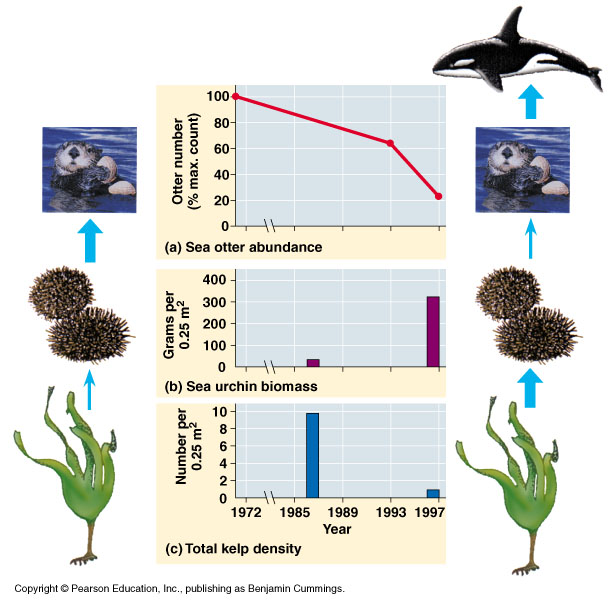 100
80
60
40
20
0
Otter number
(% max. count)
(a) Sea otter abundance
400
300
200
100
0
Grams per
0.25 m²
(b) Sea urchin biomass
10
8
6
4
2
0
Number per
0.25 m²
1972 1985 1989 1993 1997
Year
(c) Total kelp density
Copyright © Pearson Education, Inc., publishing as Benjamin Cummings.